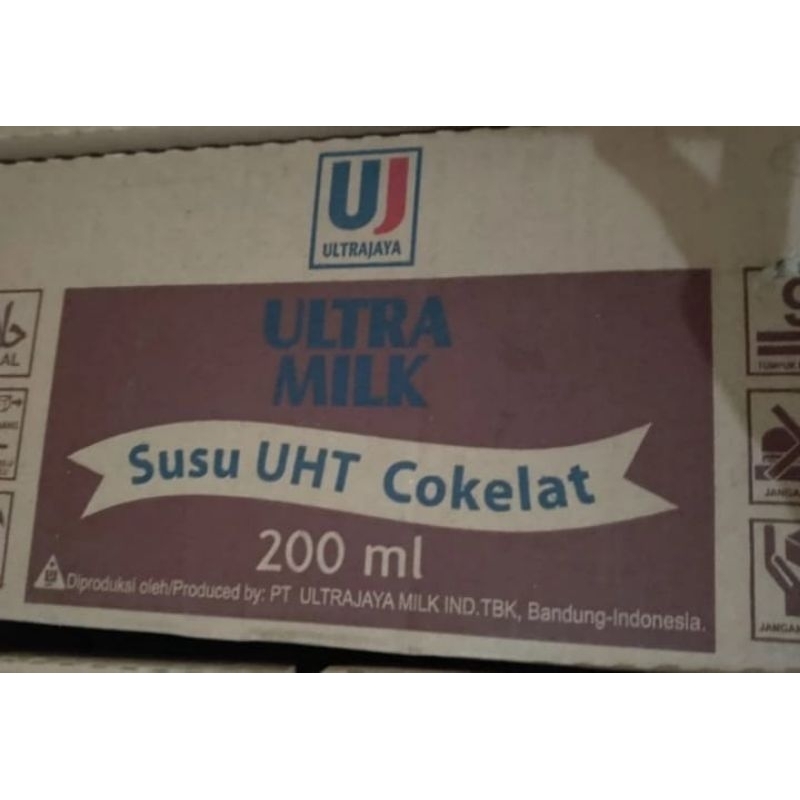 UJ
ULTRAJAYA
ULTRA
MILK
Susu UHT Cokelat
200 ml
Diproduksi oleh/Produced by: PT ULTRAJAYA MILK IND.TBK, Bandung-Indonesia.
JANGAN